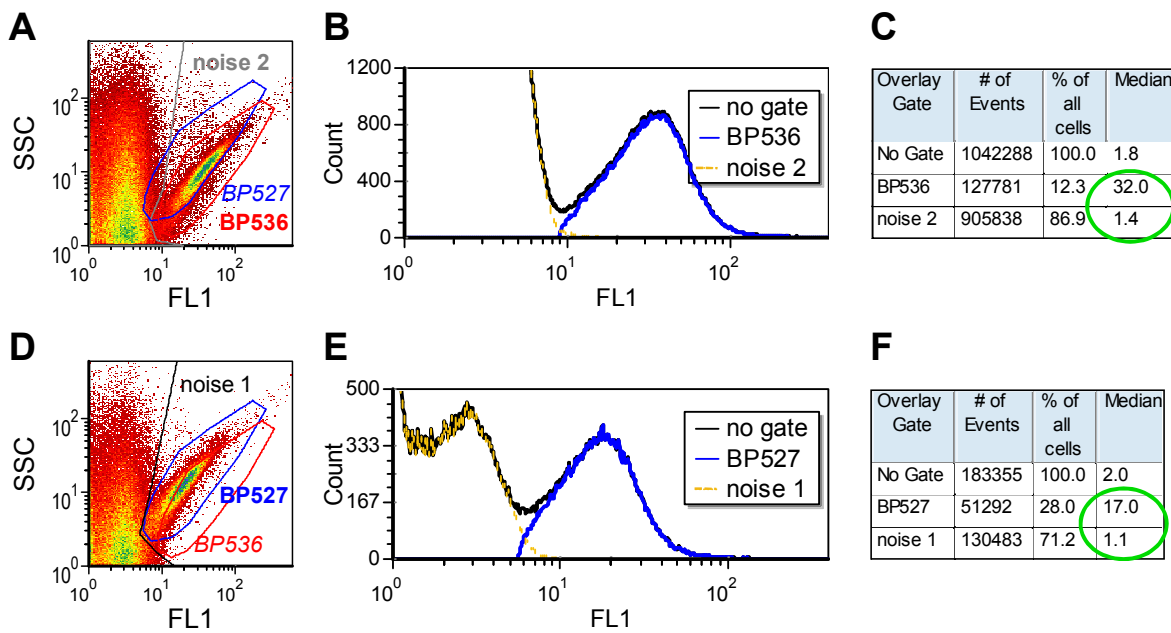 A
B
C
noise 2
BP527
BP536
SSC
10^2
10^1
10^0
10^0 10^1 10^2
FL1
1200
800
400
0
Count
no gate
BP536
noise 2
10^0 10^1 10^2
FL1
Overlay Gate # of Events % of all cells Median
No Gate 1042288 100.0 1.8
BP536 127781 12.3 32.0
noise 2 905838 86.9 1.4
D
E
F
noise 1
BP527
BP536
SSC
10^2
10^1
10^0
10^0 10^1 10^2
FL1
500
333
167
0
Count
no gate
BP527
noise 1
10^0 10^1 10^2
FL1
Overlay Gate # of Events % of all cells Median
No Gate 183355 100.0 2.0
BP527 51292 28.0 17.0
noise 1 130483 71.2 1.1